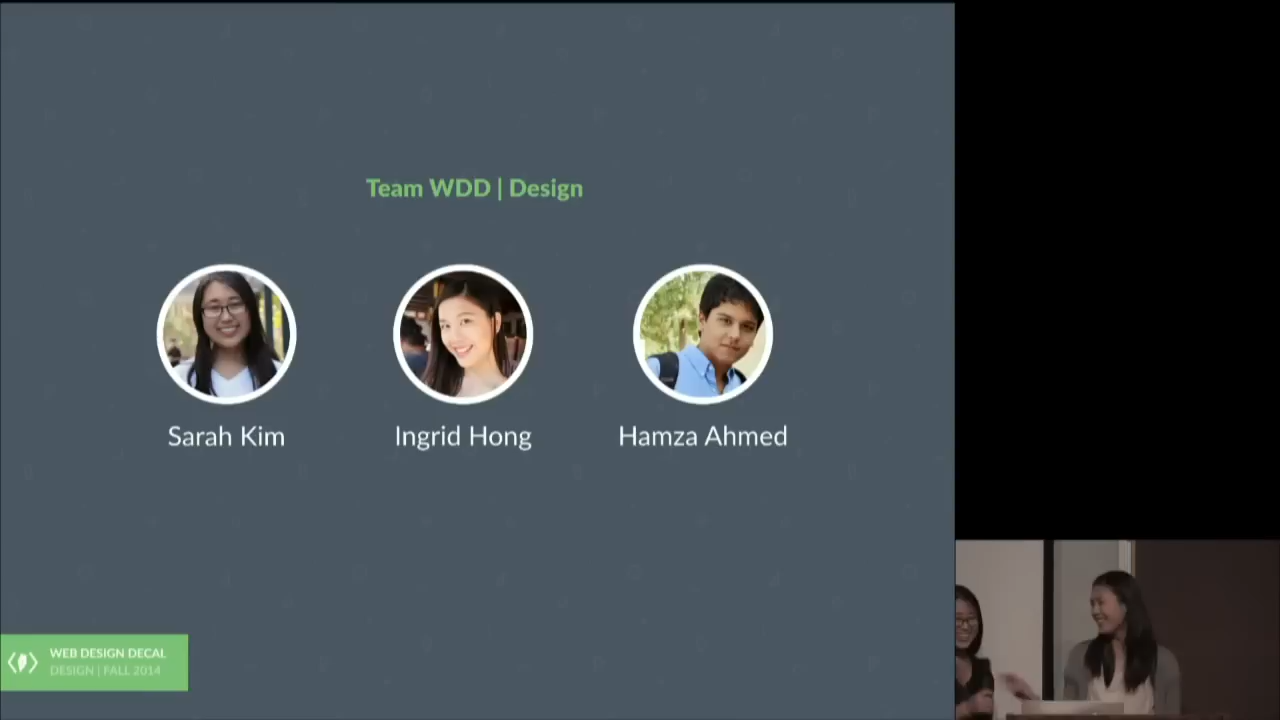 Team WDD | Design
Sarah Kim
Ingrid Hong
Hamza Ahmed
WEB DESIGN DECAL
DESIGN | FALL 2014